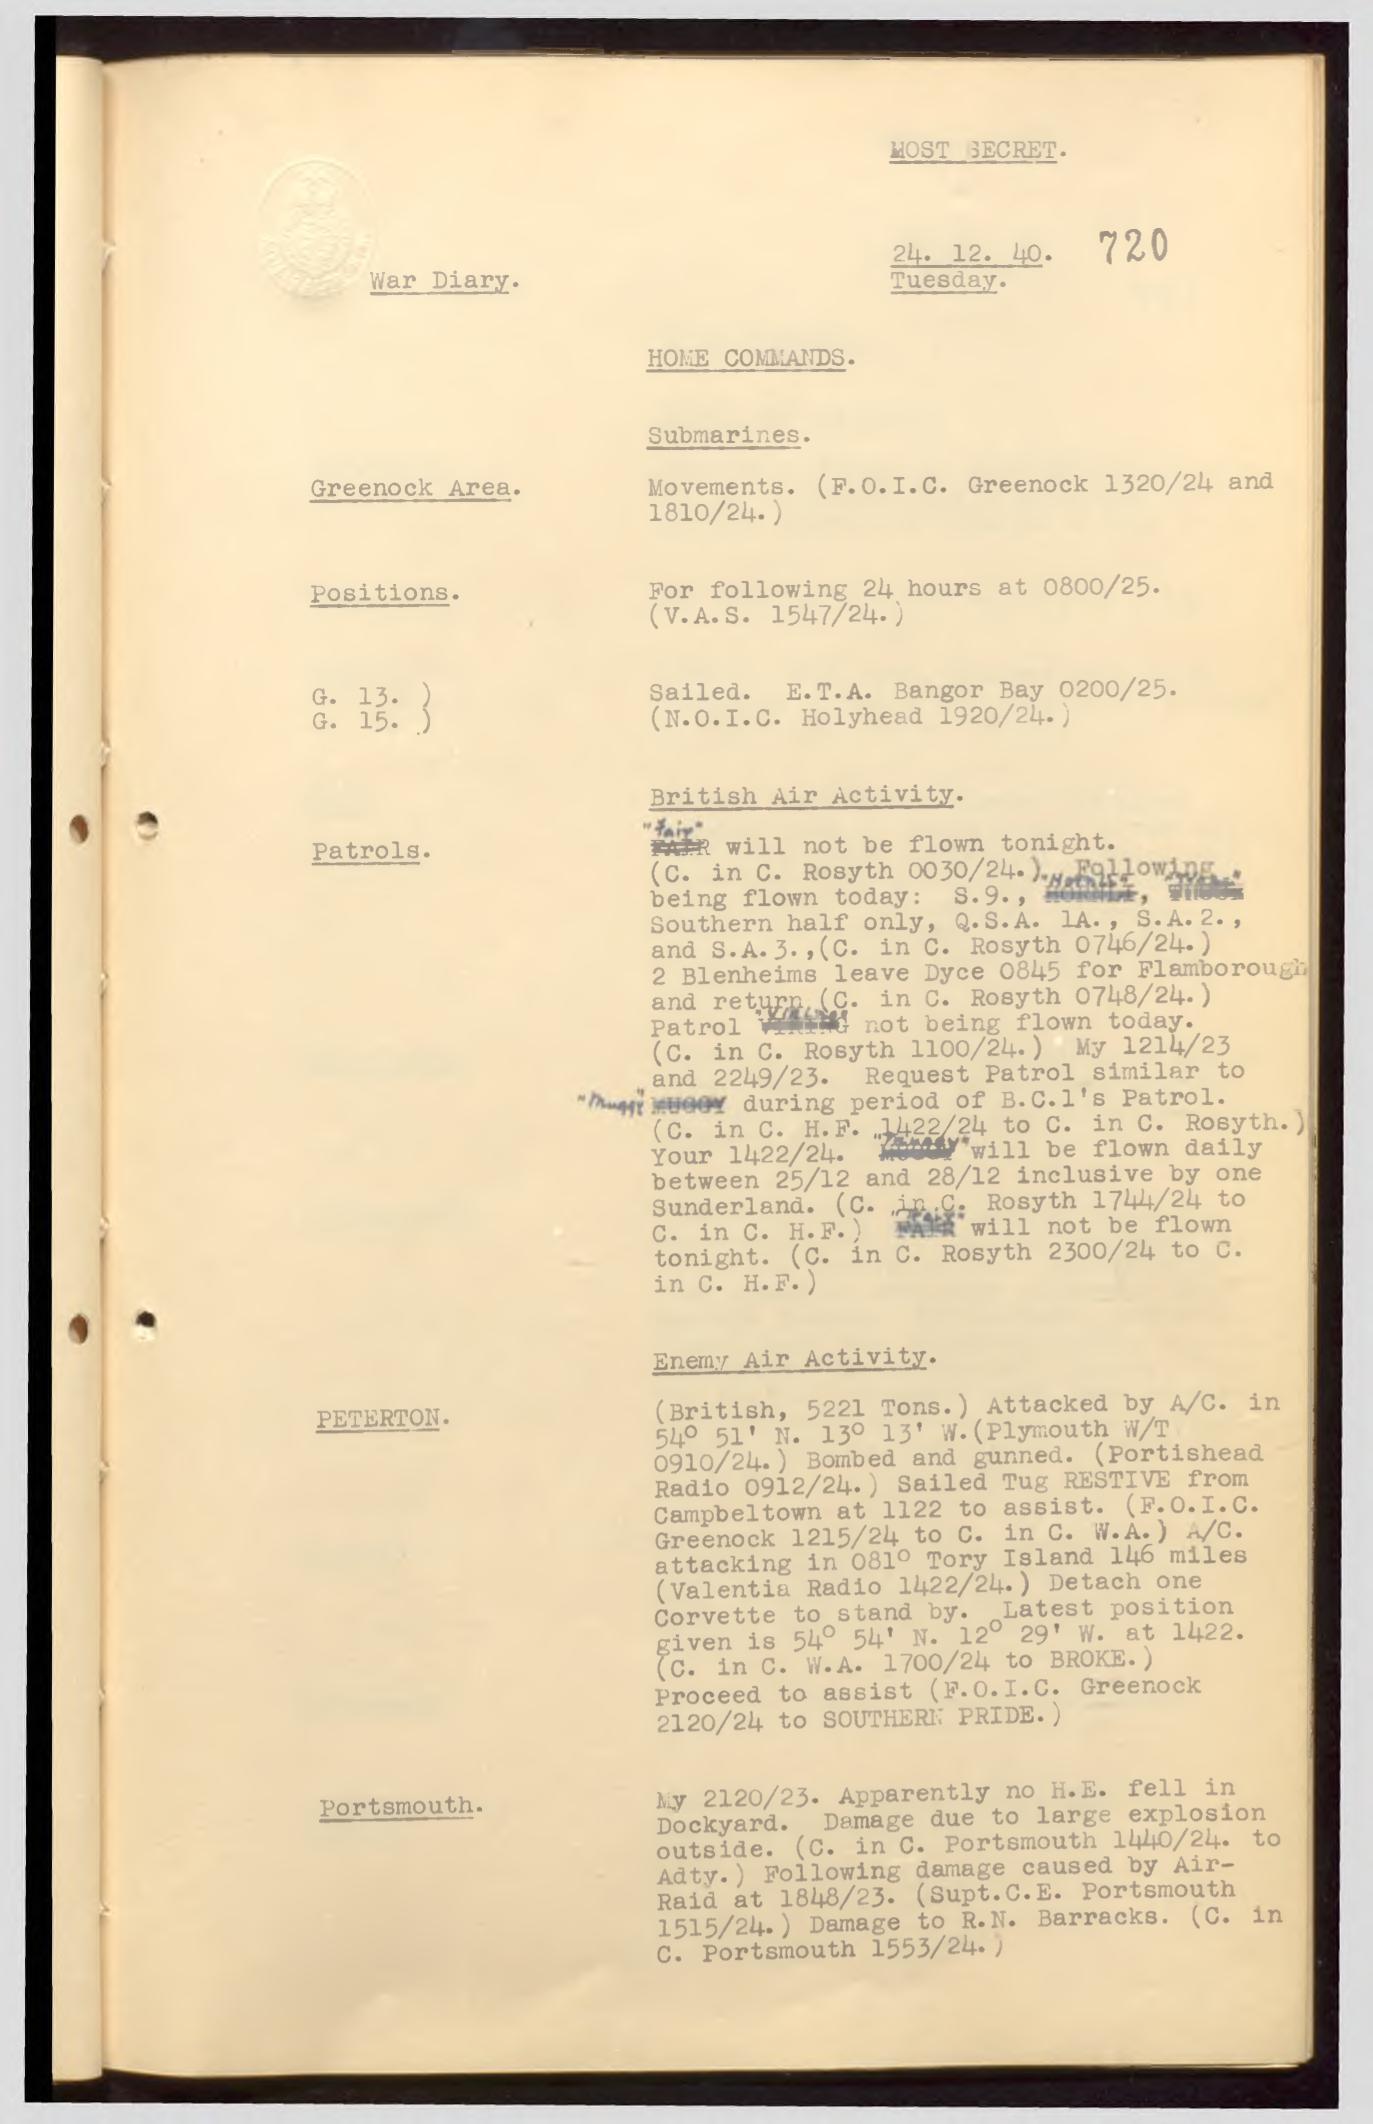 MOST SECRET.
24. 12. 40. 720
War Diary. Tuesday.
HOME COMMANDS.
Submarines.
Greenock Area. Movements. (F.O.I.C. Greenock 1320/24 and
1810/24.)
Positions. For following 24 hours at 0800/25.
(V.A.S. 1547/24.)
G. 13. ) Sailed. E.T.A. Bangor Bay 0200/25.
G. 15. ) (N.O.I.C. Holyhead 1920/24.)
British Air Activity.
"Fair"
Patrols. FAIR will not be flown tonight.
(C. in C. Rosyth 0030/24.) Following
being flown today: S.9., ,
Southern half only, Q.S.A. 1A., S.A.2.,
and S.A.3.,(C. in C. Rosyth 0746/24.)
2 Blenheims leave Dyce 0845 for Flamborough
and return (C. in C. Rosyth 0748/24.)
"Viking"
Patrol VIKING not being flown today.
(C. in C. Rosyth 1100/24.) My 1214/23
and 2249/23. Request Patrol similar to
"Muggy" MUGGY during period of B.C.1's Patrol.
(C. in C. H.F. 1422/24 to C. in C. Rosyth.)
"Muggy"
Your 1422/24. MUGGY will be flown daily
between 25/12 and 28/12 inclusive by one
Sunderland. (C. in C. Rosyth 1744/24 to
"Fair"
C. in C. H.F.) FAIR will not be flown
tonight. (C. in C. Rosyth 2300/24 to C.
in C. H.F.)
Enemy Air Activity.
PETERTON. (British, 5221 Tons.) Attacked by A/C. in
54° 51' N. 13° 13' W.(Plymouth W/T
0910/24.) Bombed and gunned. (Portishead
Radio 0912/24.) Sailed Tug RESTIVE from
Campbeltown at 1122 to assist. (F.O.I.C.
Greenock 1215/24 to C. in C. W.A.) A/C.
attacking in 081° Tory Island 146 miles
(Valentia Radio 1422/24.) Detach one
Corvette to stand by. Latest position
given is 54° 54' N. 12° 29' W. at 1422.
(C. in C. W.A. 1700/24 to BROKE.)
Proceed to assist (F.O.I.C. Greenock
2120/24 to SOUTHERN PRIDE.)
Portsmouth. My 2120/23. Apparently no H.E. fell in
Dockyard. Damage due to large explosion
outside. (C. in C. Portsmouth 1440/24. to
Adty.) Following damage caused by Air-
Raid at 1848/23. (Supt.C.E. Portsmouth
1515/24.) Damage to R.N. Barracks. (C. in
C. Portsmouth 1553/24.)